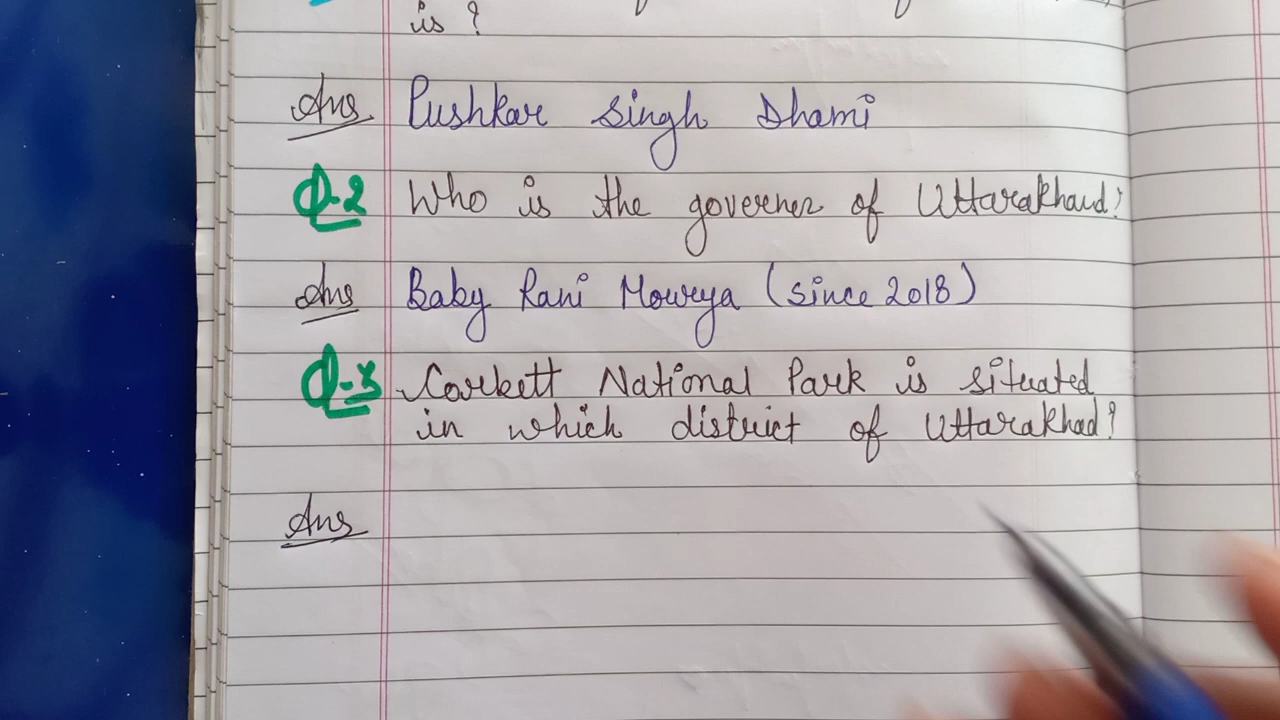 is ?
Ans Pushkar Singh Dhami
Q.2 Who is the governer of Uttarakhand?
Ans Baby Rani Mourya (since 2018)
Q.3 Corbett National Park is situated
in which district of Uttarakhad?
Ans